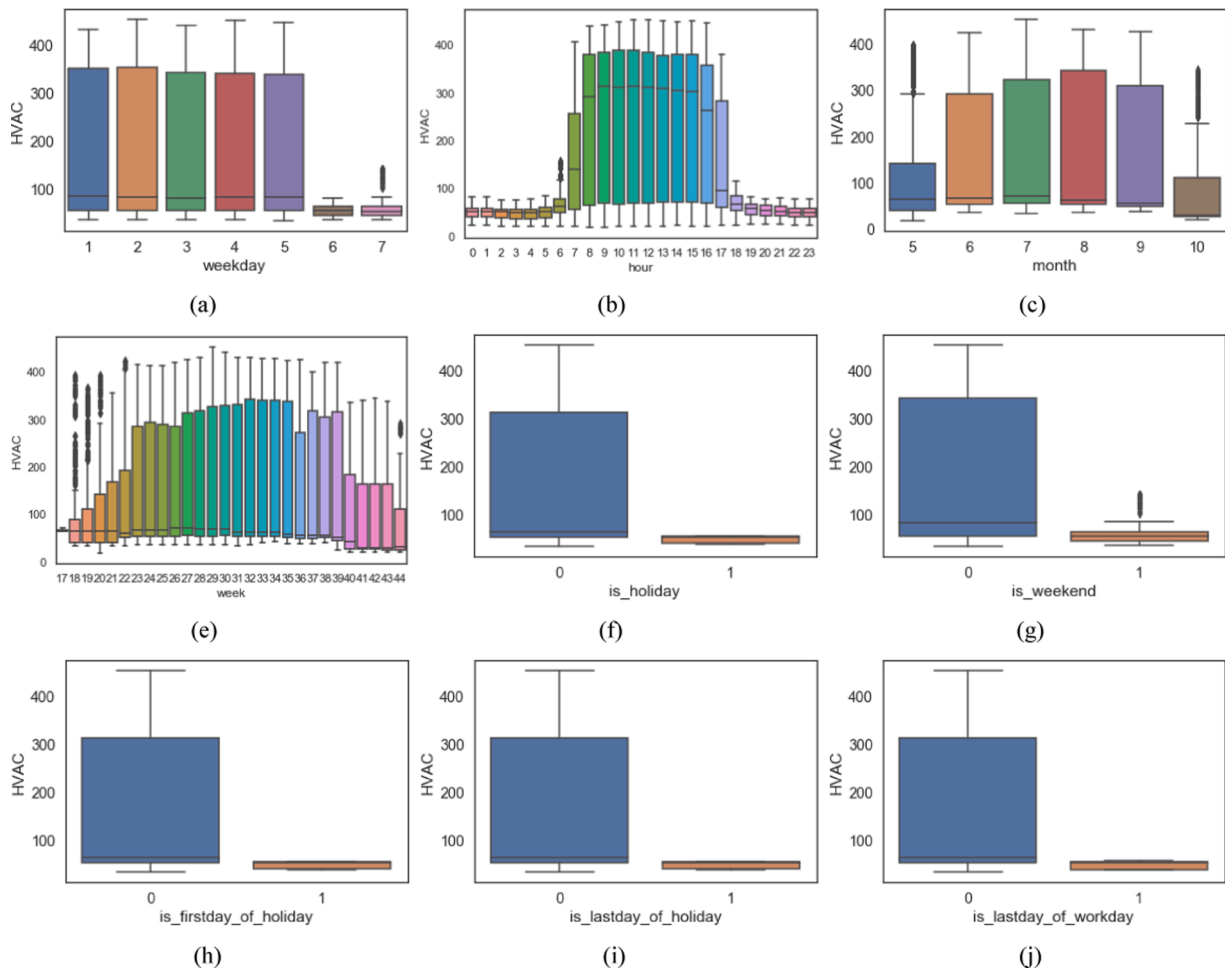 400
300
200
100
HVAC
1 2 3 4 5 6 7
weekday
(a)
400
300
200
100
0
HVAC
0 1 2 3 4 5 6 7 8 9 10 11 12 13 14 15 16 17 18 19 20 21 22 23
hour
(b)
400
300
200
100
0
HVAC
5 6 7 8 9 10
month
(c)
400
300
200
100
0
HVAC
17 18 19 20 21 22 23 24 25 26 27 28 29 30 31 32 33 34 35 36 37 38 39 40 41 42 43 44
week
(e)
400
300
200
100
HVAC
0 1
is_holiday
(f)
400
300
200
100
HVAC
0 1
is_weekend
(g)
400
300
200
100
HVAC
0 1
is_firstday_of_holiday
(h)
400
300
200
100
HVAC
0 1
is_lastday_of_holiday
(i)
400
300
200
100
HVAC
0 1
is_lastday_of_workday
(j)